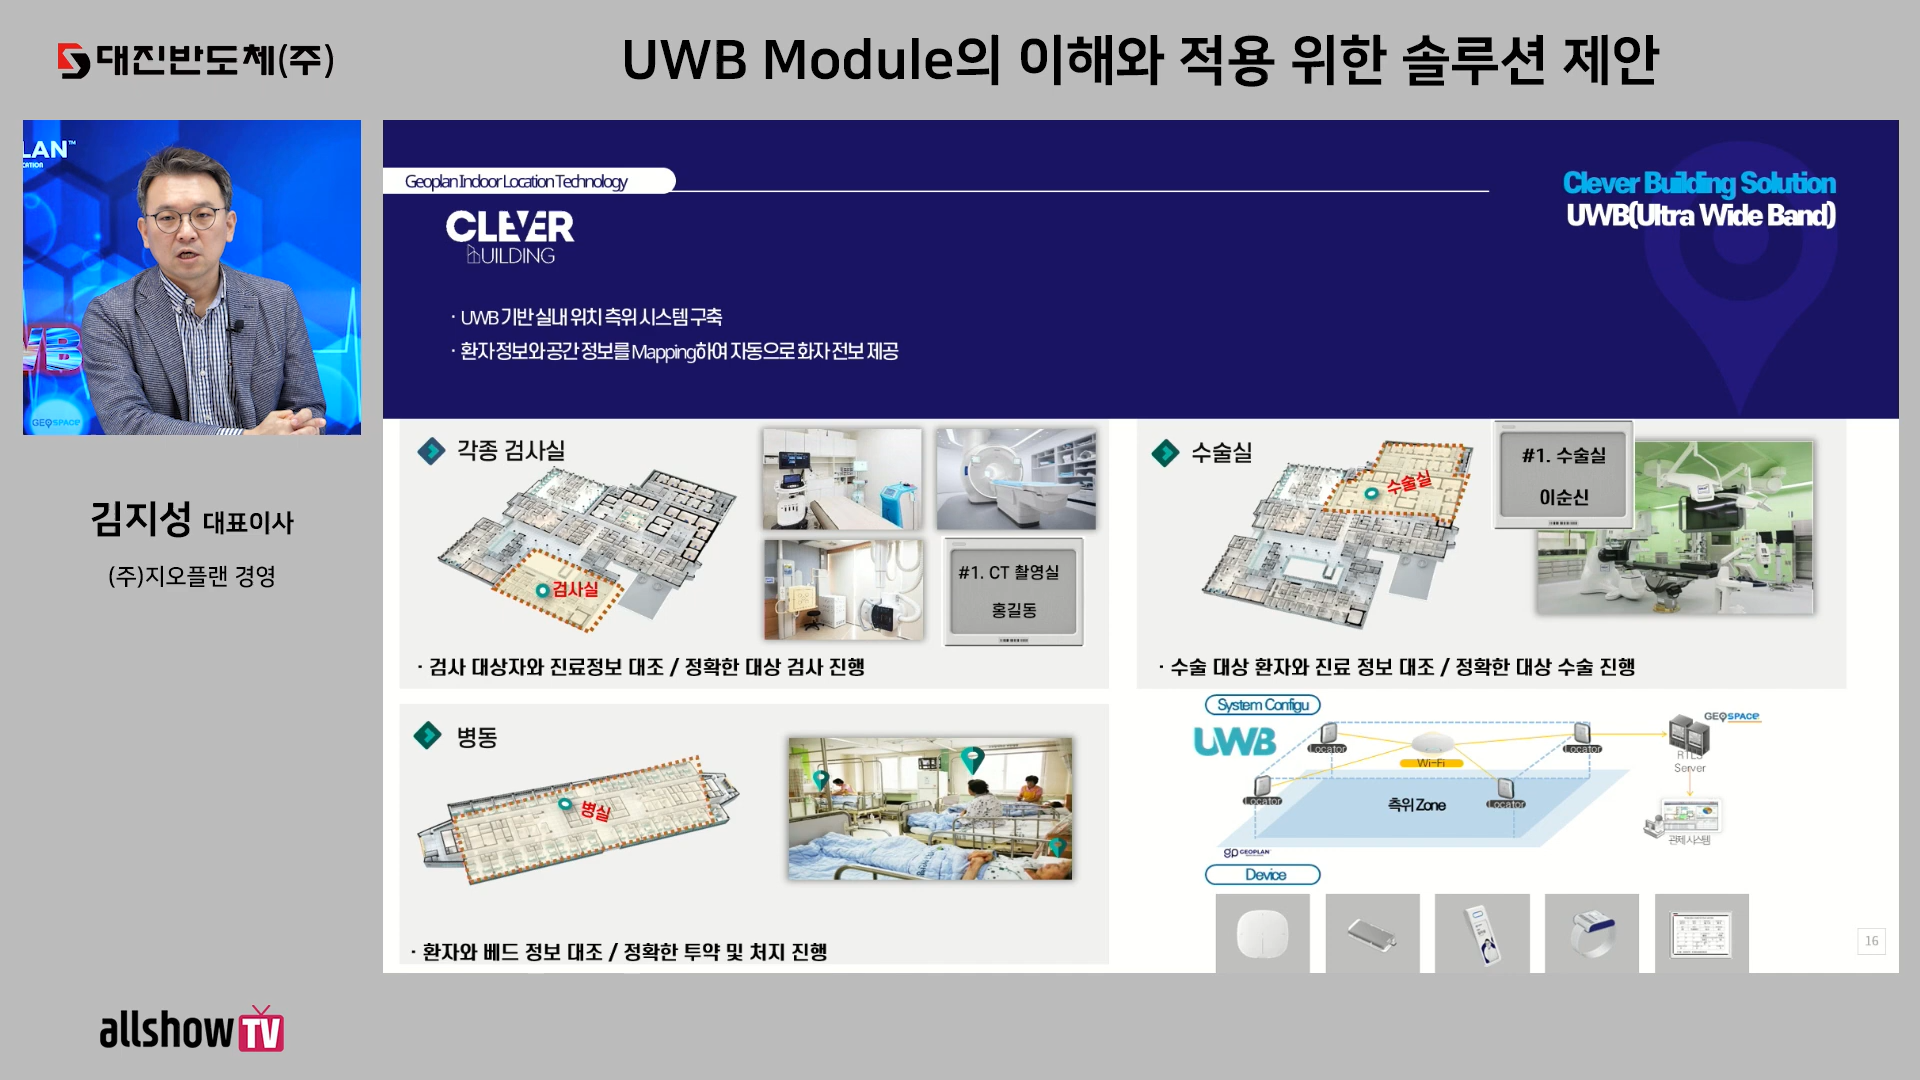 대진반도체(주)
UWB Module의 이해와 적용 위한 솔루션 제안
LAN™
WB
GEOSPACE
김지성 대표이사
(주)지오플랜 경영
allshowTV
Geoplan Indoor Location Technology
CLEVER
BUILDING
Clever Building Solution
UWB(Ultra Wide Band)
· UWB 기반 실내 위치 측위 시스템 구축
· 환자 정보와 공간 정보를 Mapping하여 자동으로 화자 전보 제공
각종 검사실
검사실
#1. CT 촬영실
홍길동
· 검사 대상자와 진료정보 대조 / 정확한 대상 검사 진행
수술실
수술실
#1. 수술실
이순신
· 수술 대상 환자와 진료 정보 대조 / 정확한 대상 수술 진행
병동
병실
· 환자와 베드 정보 대조 / 정확한 투약 및 처지 진행
System Configu
UWB
Locator
Locator
Locator
Locator
Wi-Fi
측위 Zone
GEOSPACE
RTLS
Server
관제 시스템
gp GEOPLAN
Device
16